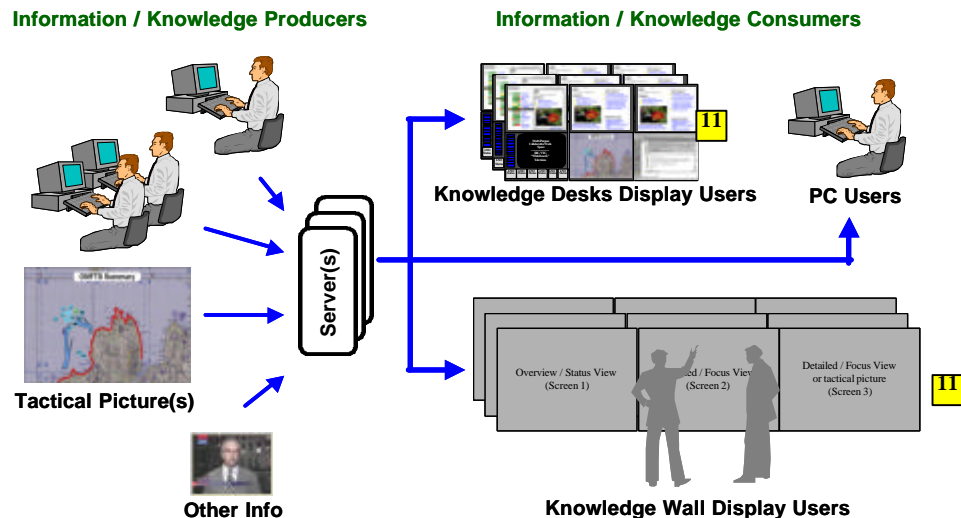 Information / Knowledge Producers
Information / Knowledge Consumers
11
Knowledge Desks Display Users
PC Users
Server(s)
Summary
Tactical Picture(s)
Overview / Status View
(Screen 1)
ed / Focus View
(Screen 2)
Detailed / Focus View
or tactical picture
(Screen 3)
11
Other Info
Knowledge Wall Display Users